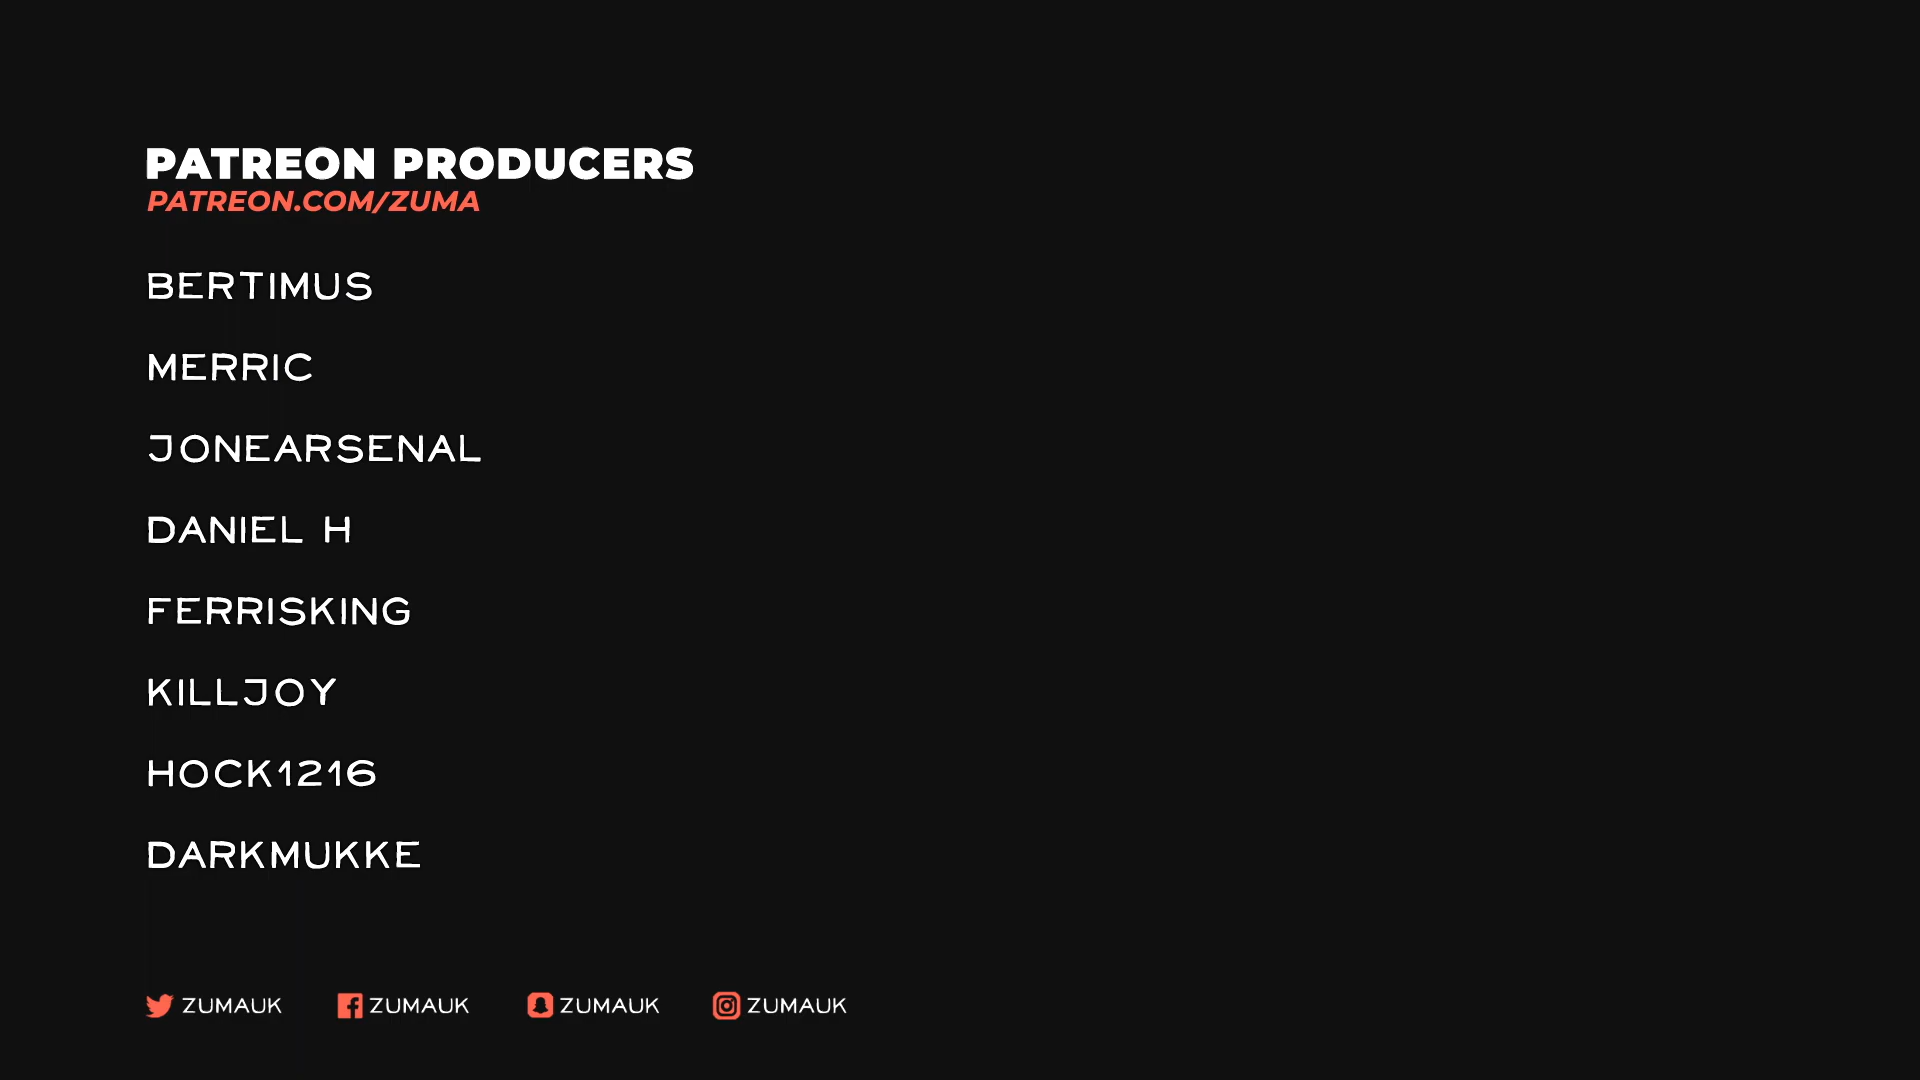 PATREON PRODUCERS
PATREON.COM/ZUMA
BERTIMUS
MERRIC
JONEARSENAL
DANIEL H
FERRISKING
KILLJOY
HOCK1216
DARKMUKKE
ZUMAUK ZUMAUK ZUMAUK ZUMAUK